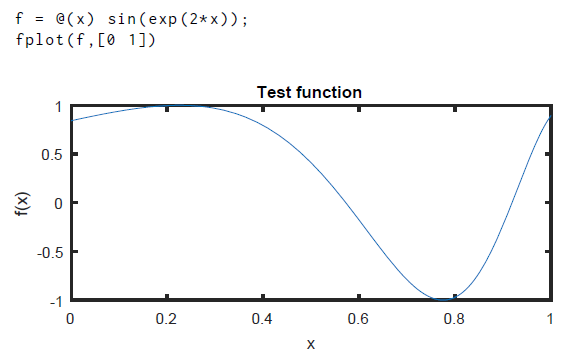 f = @(x) sin(exp(2*x));
fplot(f,[0 1])
Test function
1
0.5
0
-0.5
-1
f(x)
0 0.2 0.4 0.6 0.8 1
x